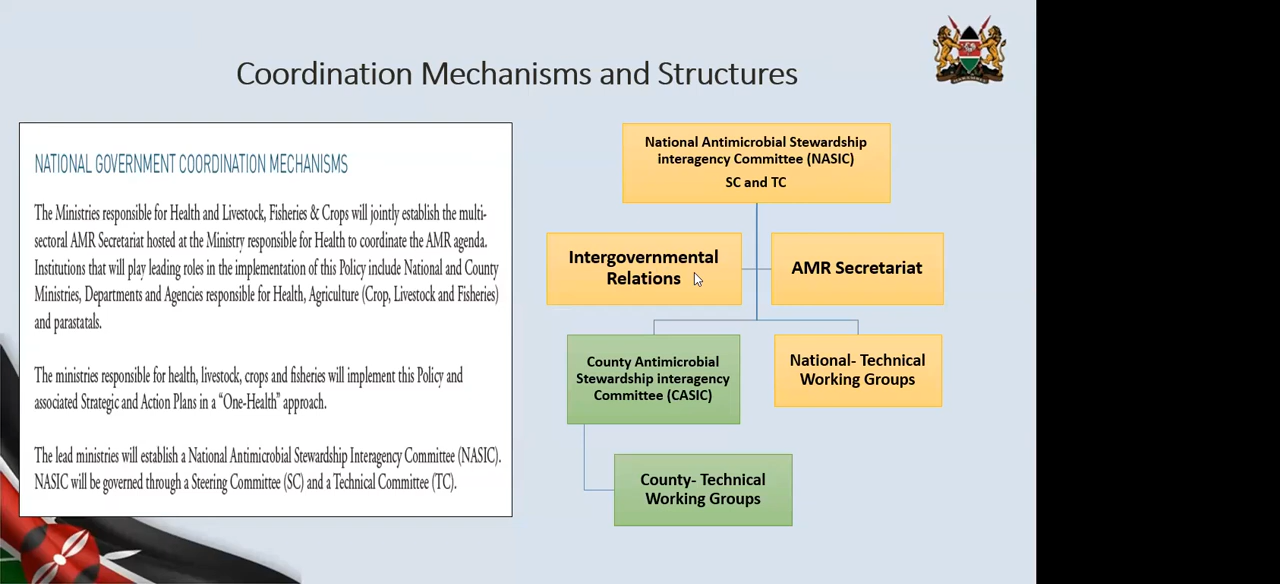 Coordination Mechanisms and Structures
NATIONAL GOVERNMENT COORDINATION MECHANISMS
The Ministries responsible for Health and Livestock, Fisheries & Crops will jointly establish the multi-
sectoral AMR Secretariat hosted at the Ministry responsible for Health to coordinate the AMR agenda.
Institutions that will play leading roles in the implementation of this Policy include National and County
Ministries, Departments and Agencies responsible for Health, Agriculture (Crop, Livestock and Fisheries)
and parastatals.
The ministries responsible for health, livestock, crops and fisheries will implement this Policy and
associated Strategic and Action Plans in a “One-Health” approach.
The lead ministries will establish a National Antimicrobial Stewardship Interagency Committee (NASIC).
NASIC will be governed through a Steering Committee (SC) and a Technical Committee (TC).
National Antimicrobial Stewardship
interagency Committee (NASIC)
SC and TC
Intergovernmental
Relations
AMR Secretariat
County Antimicrobial
Stewardship interagency
Committee (CASIC)
National- Technical
Working Groups
County- Technical
Working Groups